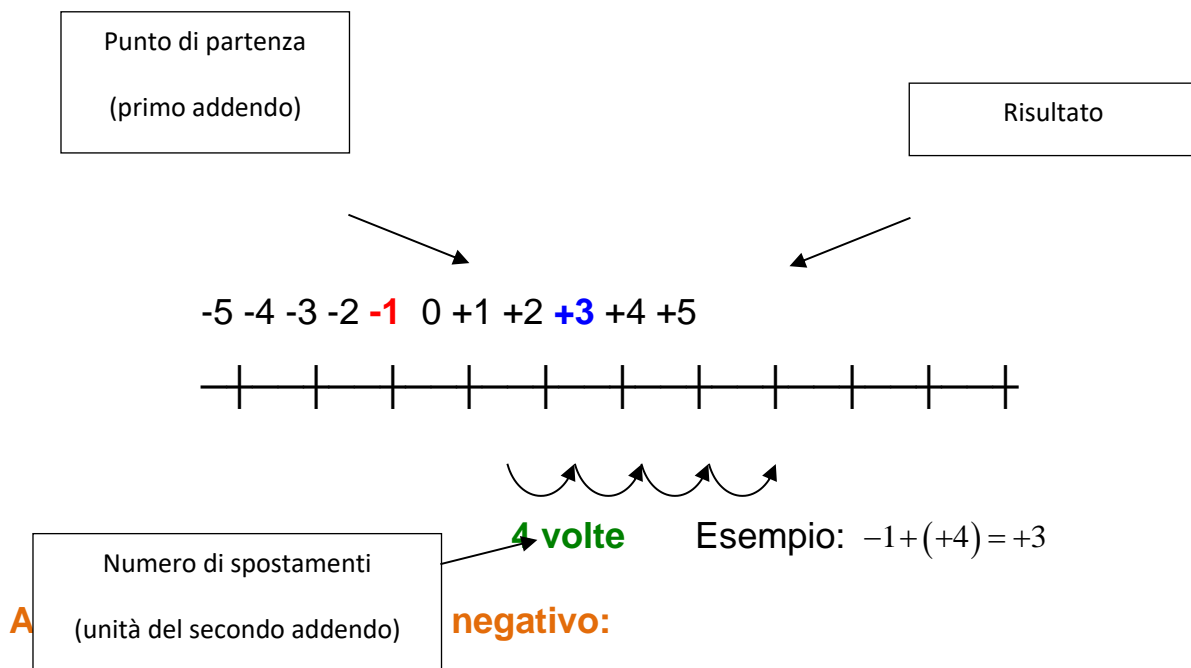 Punto di partenza
(primo addendo)
Risultato
-5 -4 -3 -2 -1 0 +1 +2 +3 +4 +5
4 volte Esempio: −1+(+4)=+3
Numero di spostamenti
(unità del secondo addendo)
A negativo: